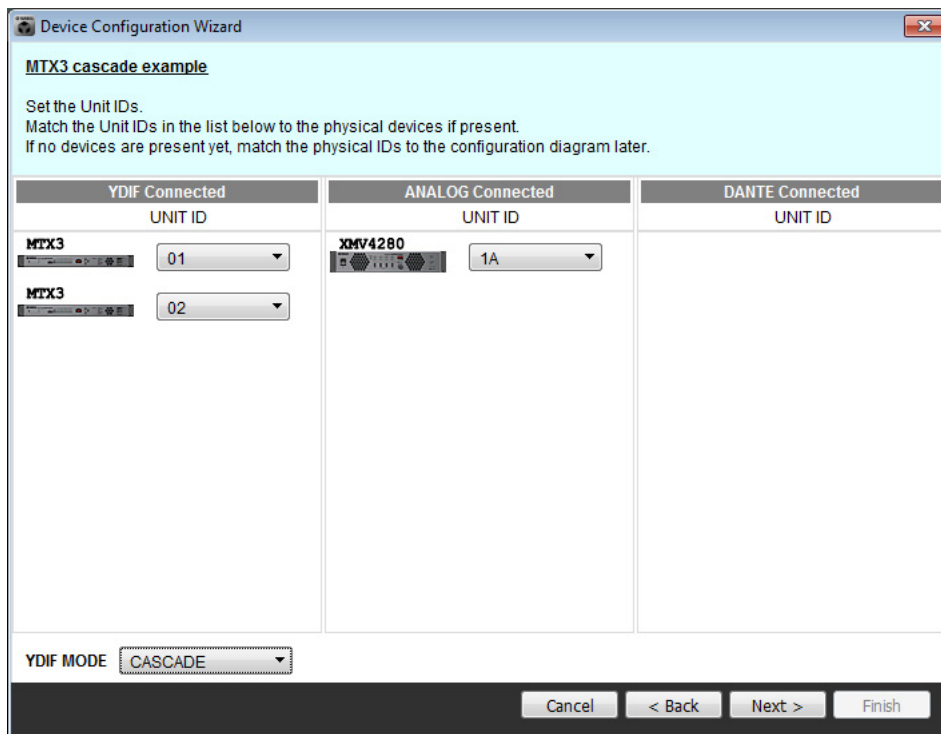 Device Configuration Wizard
MTX3 cascade example
Set the Unit IDs.
Match the Unit IDs in the list below to the physical devices if present.
If no devices are present yet, match the physical IDs to the configuration diagram later.
YDIF Connected
ANALOG Connected
DANTE Connected
UNIT ID
UNIT ID
UNIT ID
MTX3
01
XMV4280
1A
MTX3
02
YDIF MODE
CASCADE
Cancel
< Back
Next >
Finish